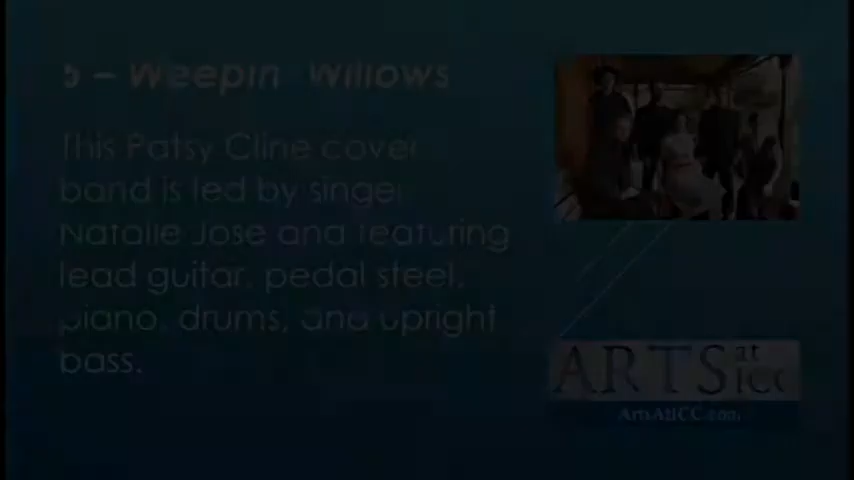 – Weepin' Willows
This Patsy Cline cover
band is led by singer
Natalie Jose and featuring
lead guitar, pedal steel,
piano, drums, and upright
bass.
ARTS at ICC
ArtsAtICC.com